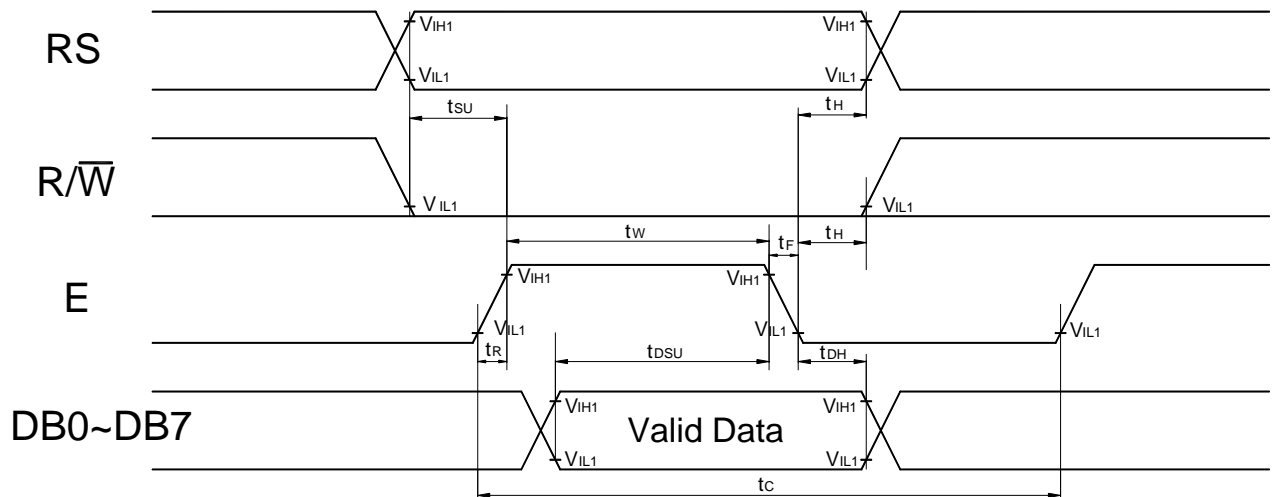 RS
VIH1
VIH1
VIL1
VIL1
tSU
tH
R/W̅
VIL1
VIL1
tW
tF
tH
E
VIH1
VIH1
VIL1
VIL1
VIL1
tR
tDSU
tDH
DB0~DB7
VIH1
Valid Data
VIH1
VIL1
VIL1
tC